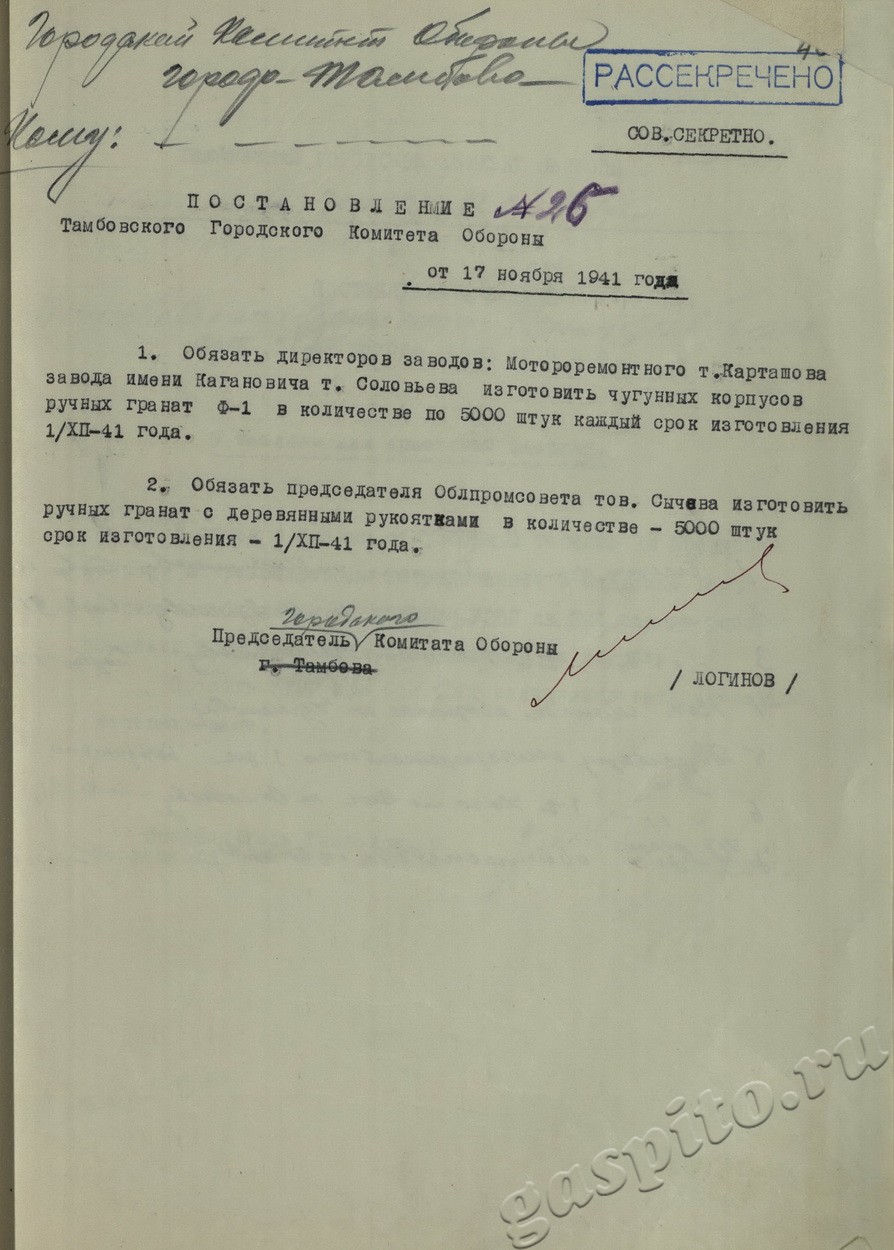 Городской Комитет Обороны
города Тамбова
РАССЕКРЕЧЕНО
Кому:
СОВ.СЕКРЕТНО.
ПОСТАНОВЛЕНИЕ №26
Тамбовского Городского Комитета Обороны
от 17 ноября 1941 года
1. Обязать директоров заводов: Мотороремонтного т.Карташова
завода имени Кагановича т. Соловьева изготовить чугунных корпусов
ручных гранат Ф-1 в количестве по 5000 штук каждый срок изготовления
1/ХП-41 года.
2. Обязать председателя Облпромсовета тов. Сычева изготовить
ручных гранат с деревянными рукоятками в количестве - 5000 штук
срок изготовления - 1/ХП-41 года.
городского
Председатель Комитата Обороны
г. Тамбова
/ ЛОГИНОВ /
gaspito.ru